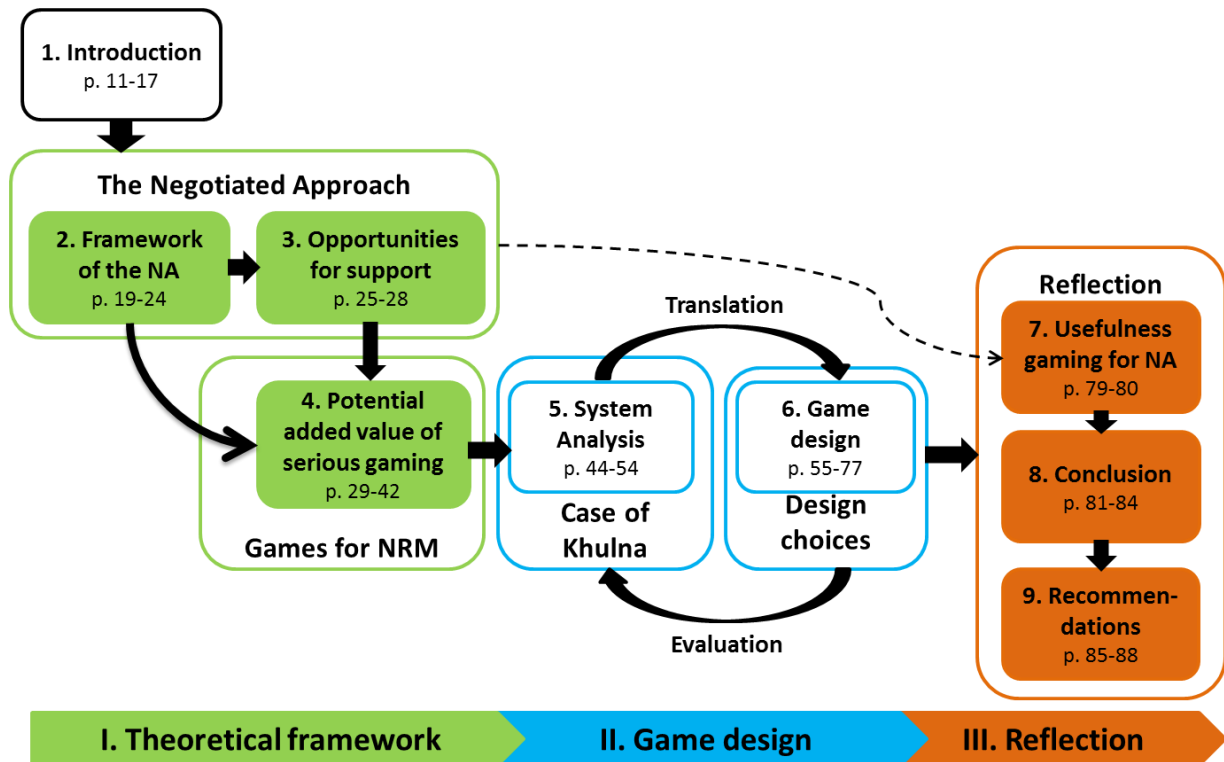 1. Introduction
p. 11-17
The Negotiated Approach
2. Framework
of the NA
p. 19-24
3. Opportunities
for support
p. 25-28
4. Potential
added value of
serious gaming
p. 29-42
Games for NRM
Translation
5. System
Analysis
p. 44-54
Case of
Khulna
6. Game
design
p. 55-77
Design
choices
Evaluation
Reflection
7. Usefulness
gaming for NA
p. 79-80
8. Conclusion
p. 81-84
9. Recommen-
dations
p. 85-88
I. Theoretical framework
II. Game design
III. Reflection